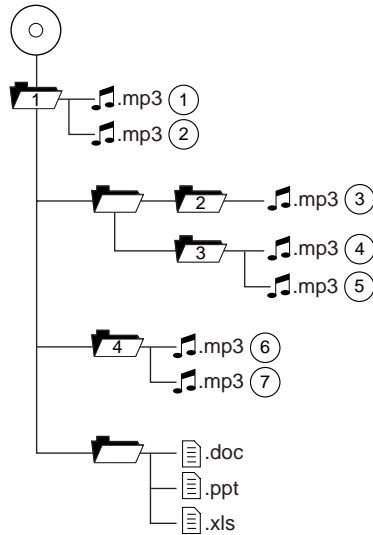 1 .mp3 1
.mp3 2
2 .mp3 3
3 .mp3 4
.mp3 5
4 .mp3 6
.mp3 7
.doc
.ppt
.xls